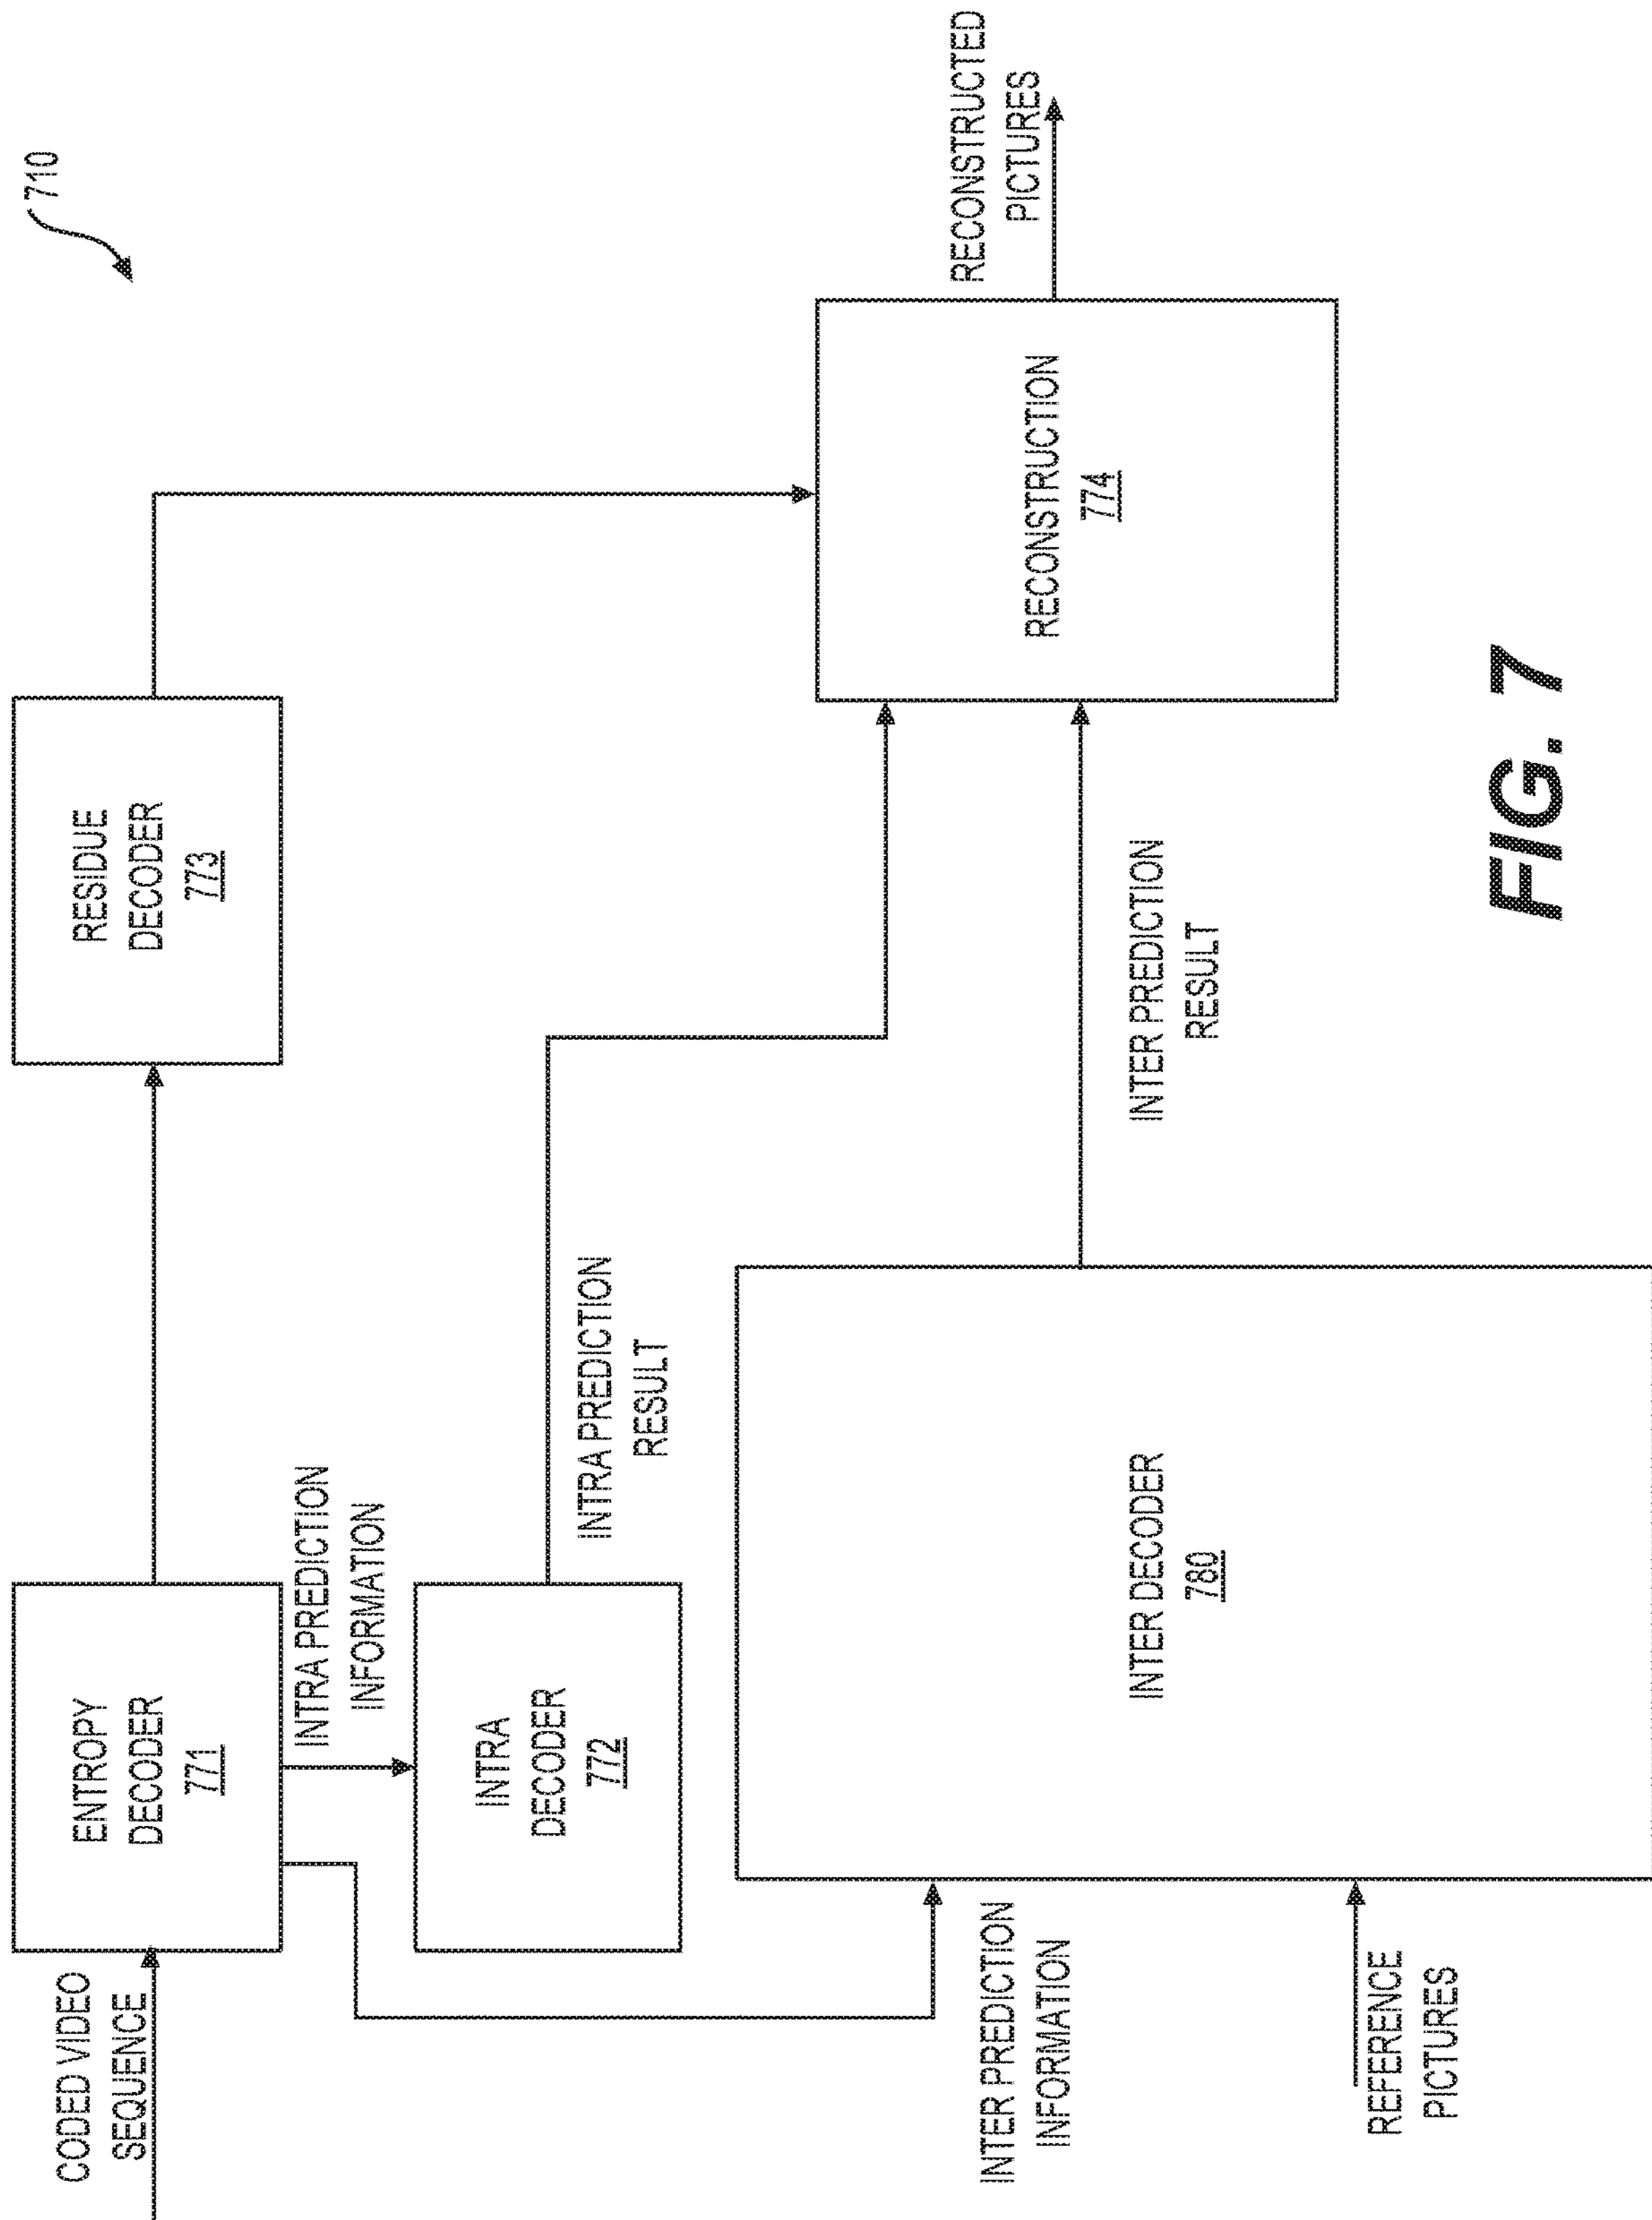 710
CODED VIDEO
SEQUENCE
ENTROPY
DECODER
771
RESIDUE
DECODER
773
INTRA PREDICTION
INFORMATION
INTRA
DECODER
772
INTRA PREDICTION
RESULT
INTER PREDICTION
INFORMATION
REFERENCE
PICTURES
INTER DECODER
780
INTER PREDICTION
RESULT
RECONSTRUCTION
774
RECONSTRUCTED
PICTURES
FIG. 7